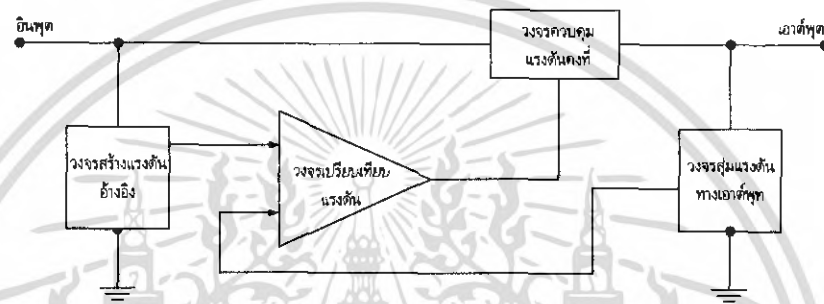 อินพุต
วงจรควบคุม
แรงดันคงที่
เอาต์พุต
วงจรสร้างแรงดัน
อ้างอิง
วงจรเปรียบเทียบ
แรงดัน
วงจรสุ่มแรงดัน
ทางเอาต์พุท